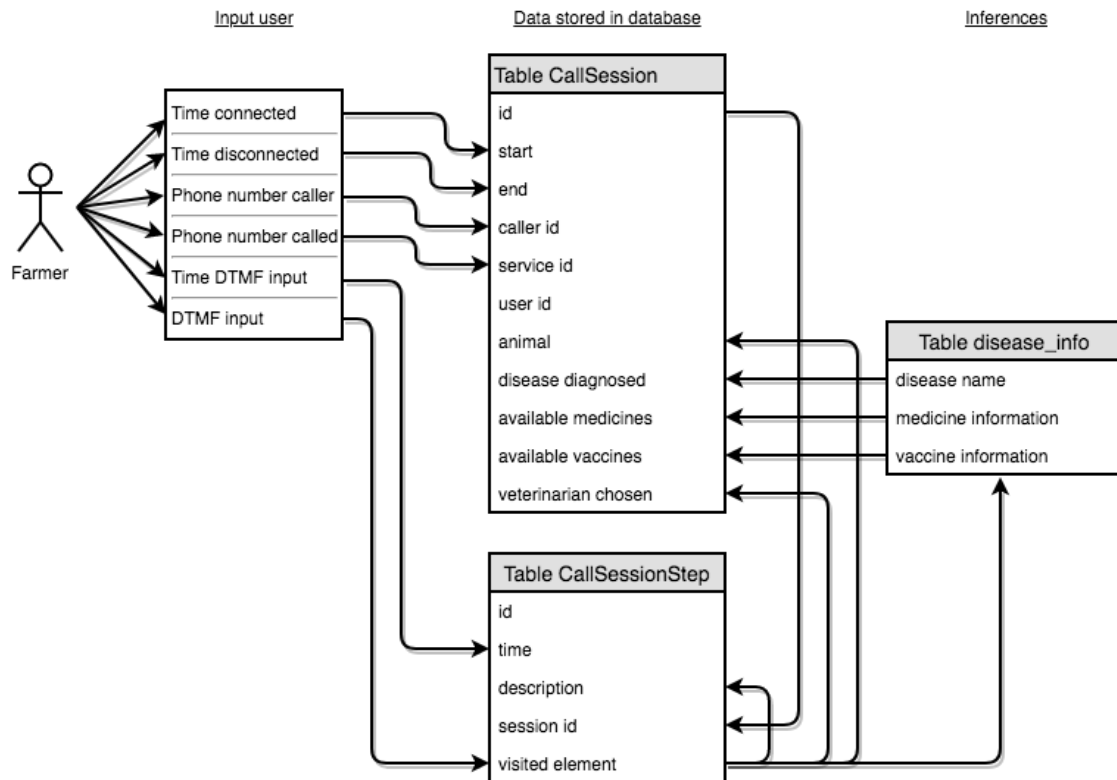 Input user
Data stored in database
Inferences
Farmer
Time connected
Time disconnected
Phone number caller
Phone number called
Time DTMF input
DTMF input
Table CallSession
id
start
end
caller id
service id
user id
animal
disease diagnosed
available medicines
available vaccines
veterinarian chosen
Table disease_info
disease name
medicine information
vaccine information
Table CallSessionStep
id
time
description
session id
visited element